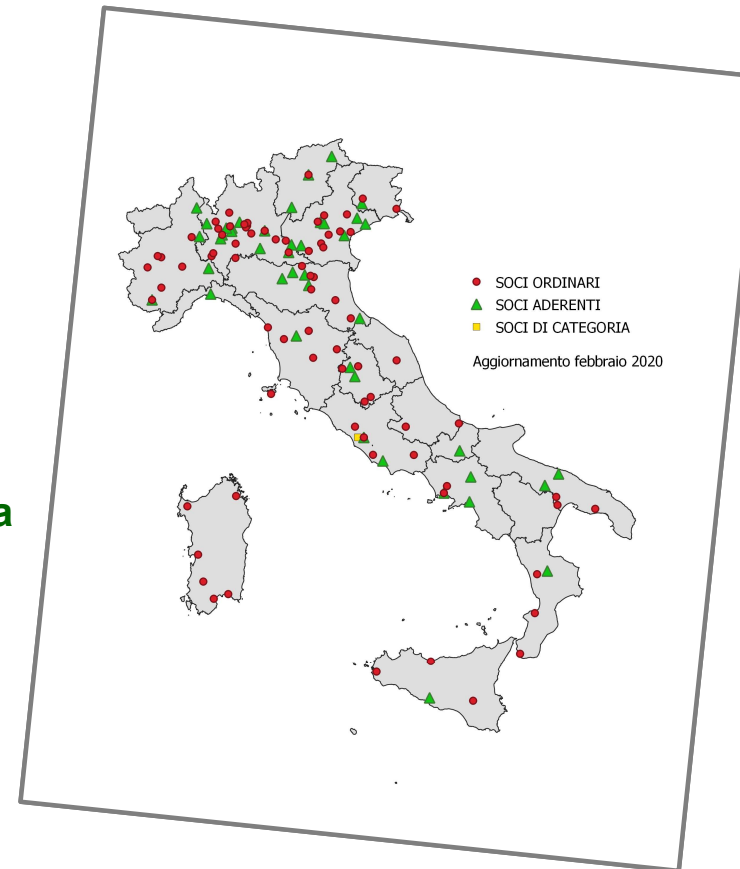 SOCI ORDINARI
SOCI ADERENTI
SOCI DI CATEGORIA
Aggiornamento febbraio 2020
a